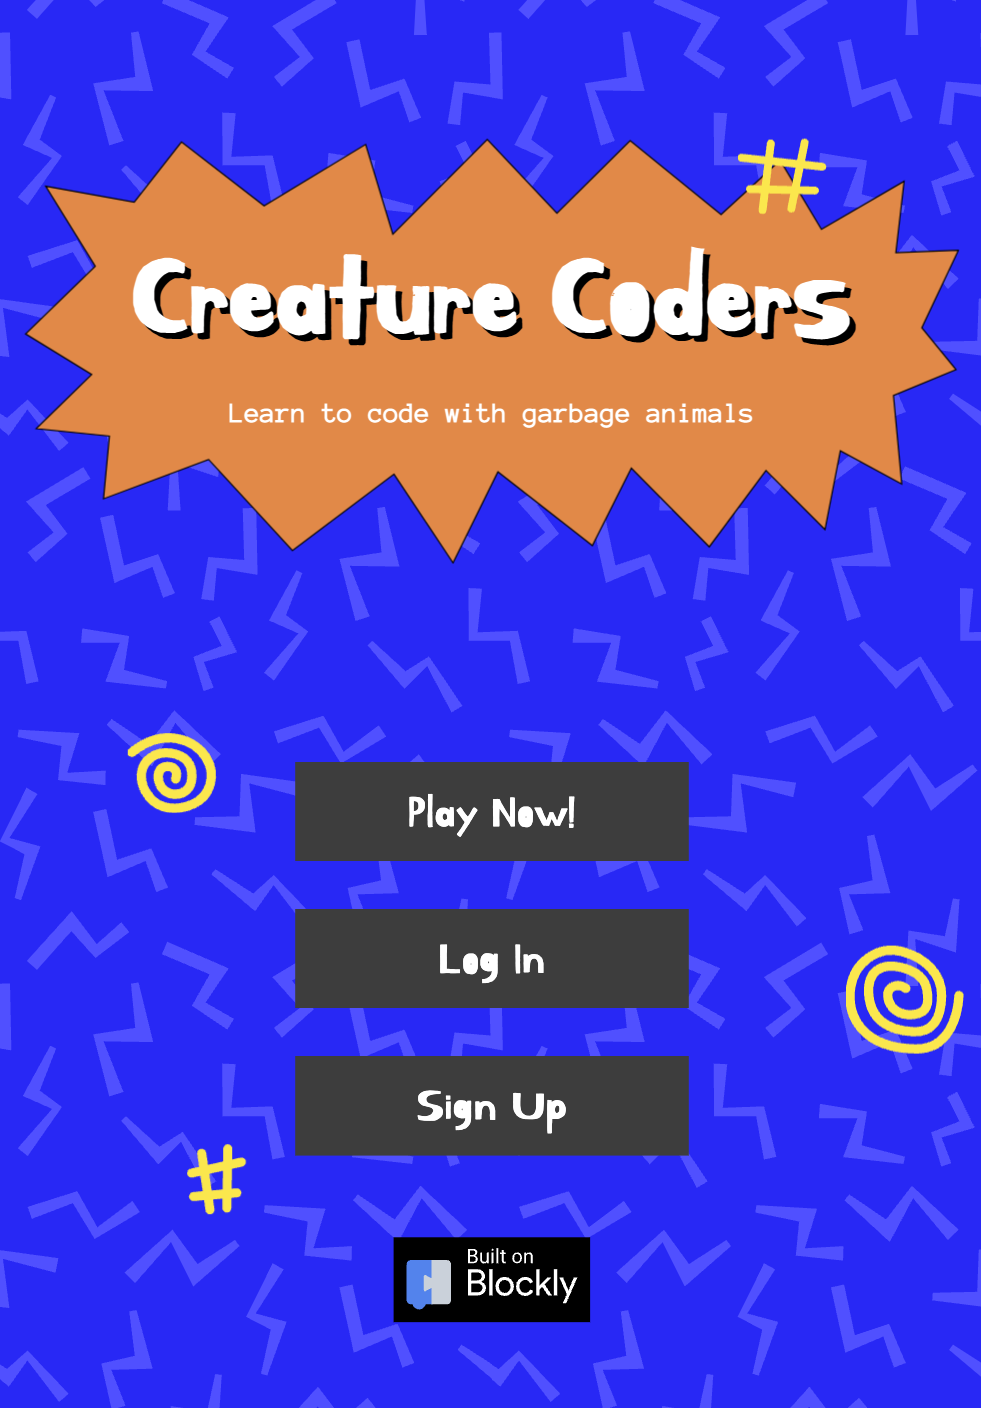 Creature Coders
Learn to code with garbage animals
Play Now!
Log In
Sign Up
Built on
Blockly